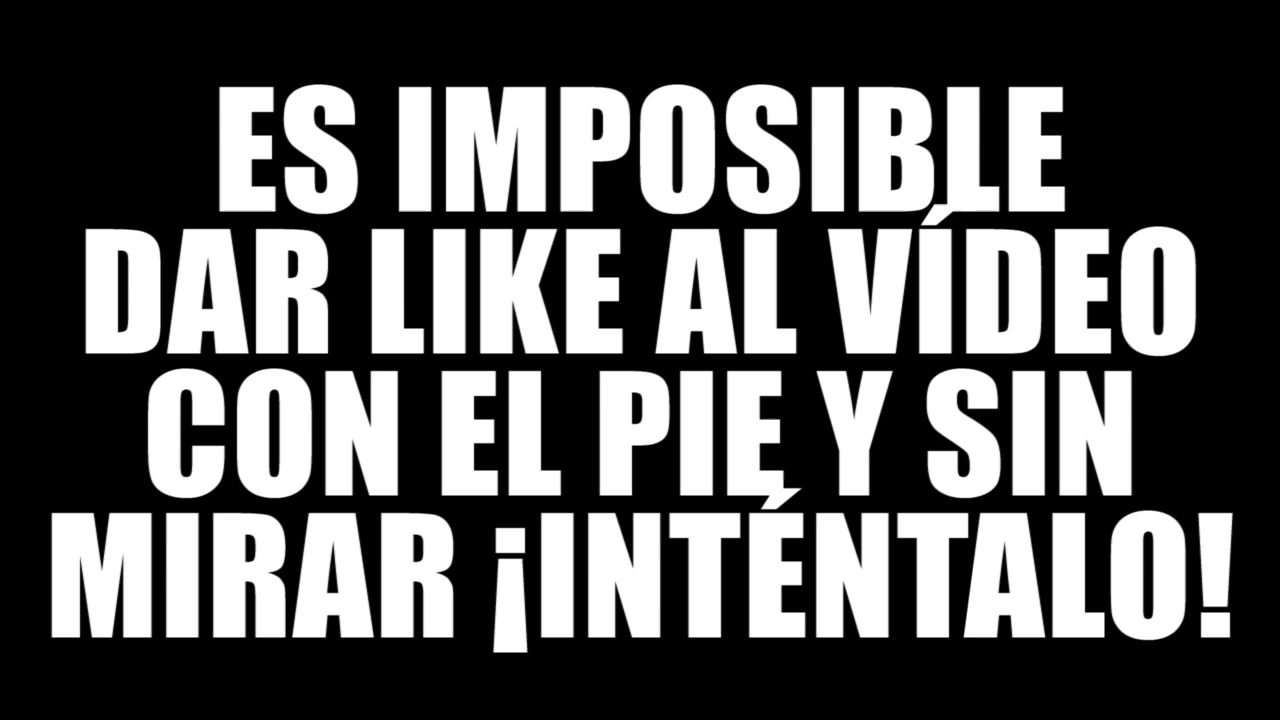 ES IMPOSIBLE
DAR LIKE AL VÍDEO
CON EL PIE Y SIN
MIRAR ¡INTÉNTALO!